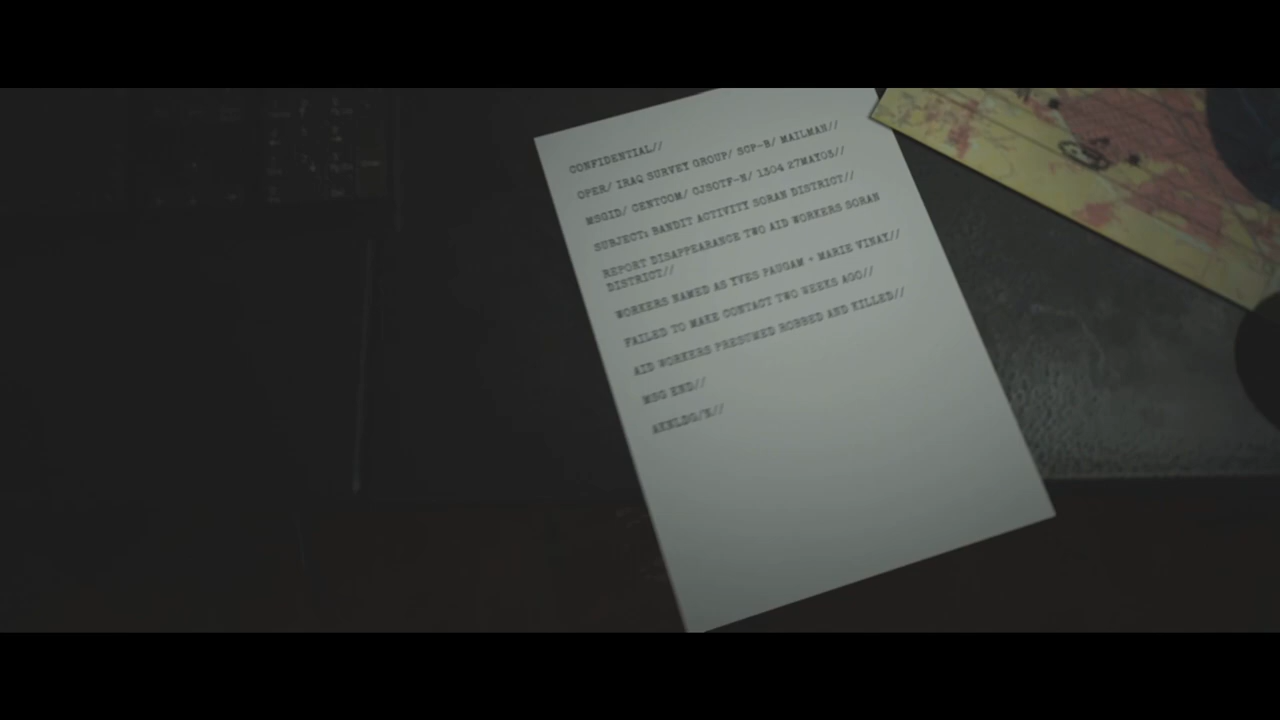 CONFIDENTIAL//
OPER/ IRAQ SURVEY GROUP/ SCP-B/ MAILMAN//
MSGID/ CENTCOM/ CJSOTF-N/ 1304 27MAY03//
SUBJECT: BANDIT ACTIVITY SORAN DISTRICT//
REPORT DISAPPEARANCE TWO AID WORKERS SORAN
DISTRICT//
WORKERS NAMED AS YVES PAUGAM + MARIE VINAY//
FAILED TO MAKE CONTACT TWO WEEKS AGO//
AID WORKERS PRESUMED ROBBED AND KILLED//
MSG END//
AKNLDG/N//